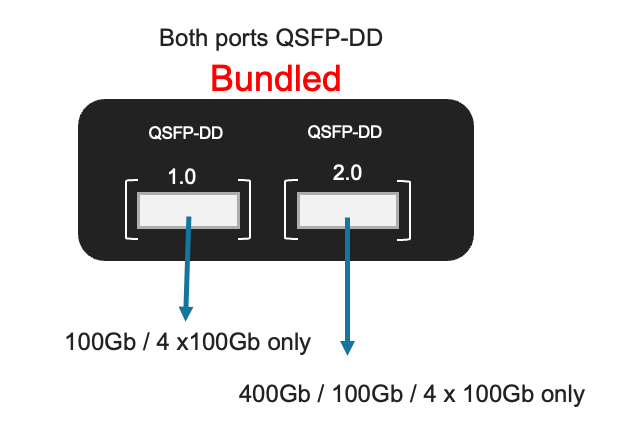 Both ports QSFP-DD
Bundled
QSFP-DD QSFP-DD
1.0 2.0
100Gb / 4 x100Gb only
400Gb / 100Gb / 4 x 100Gb only